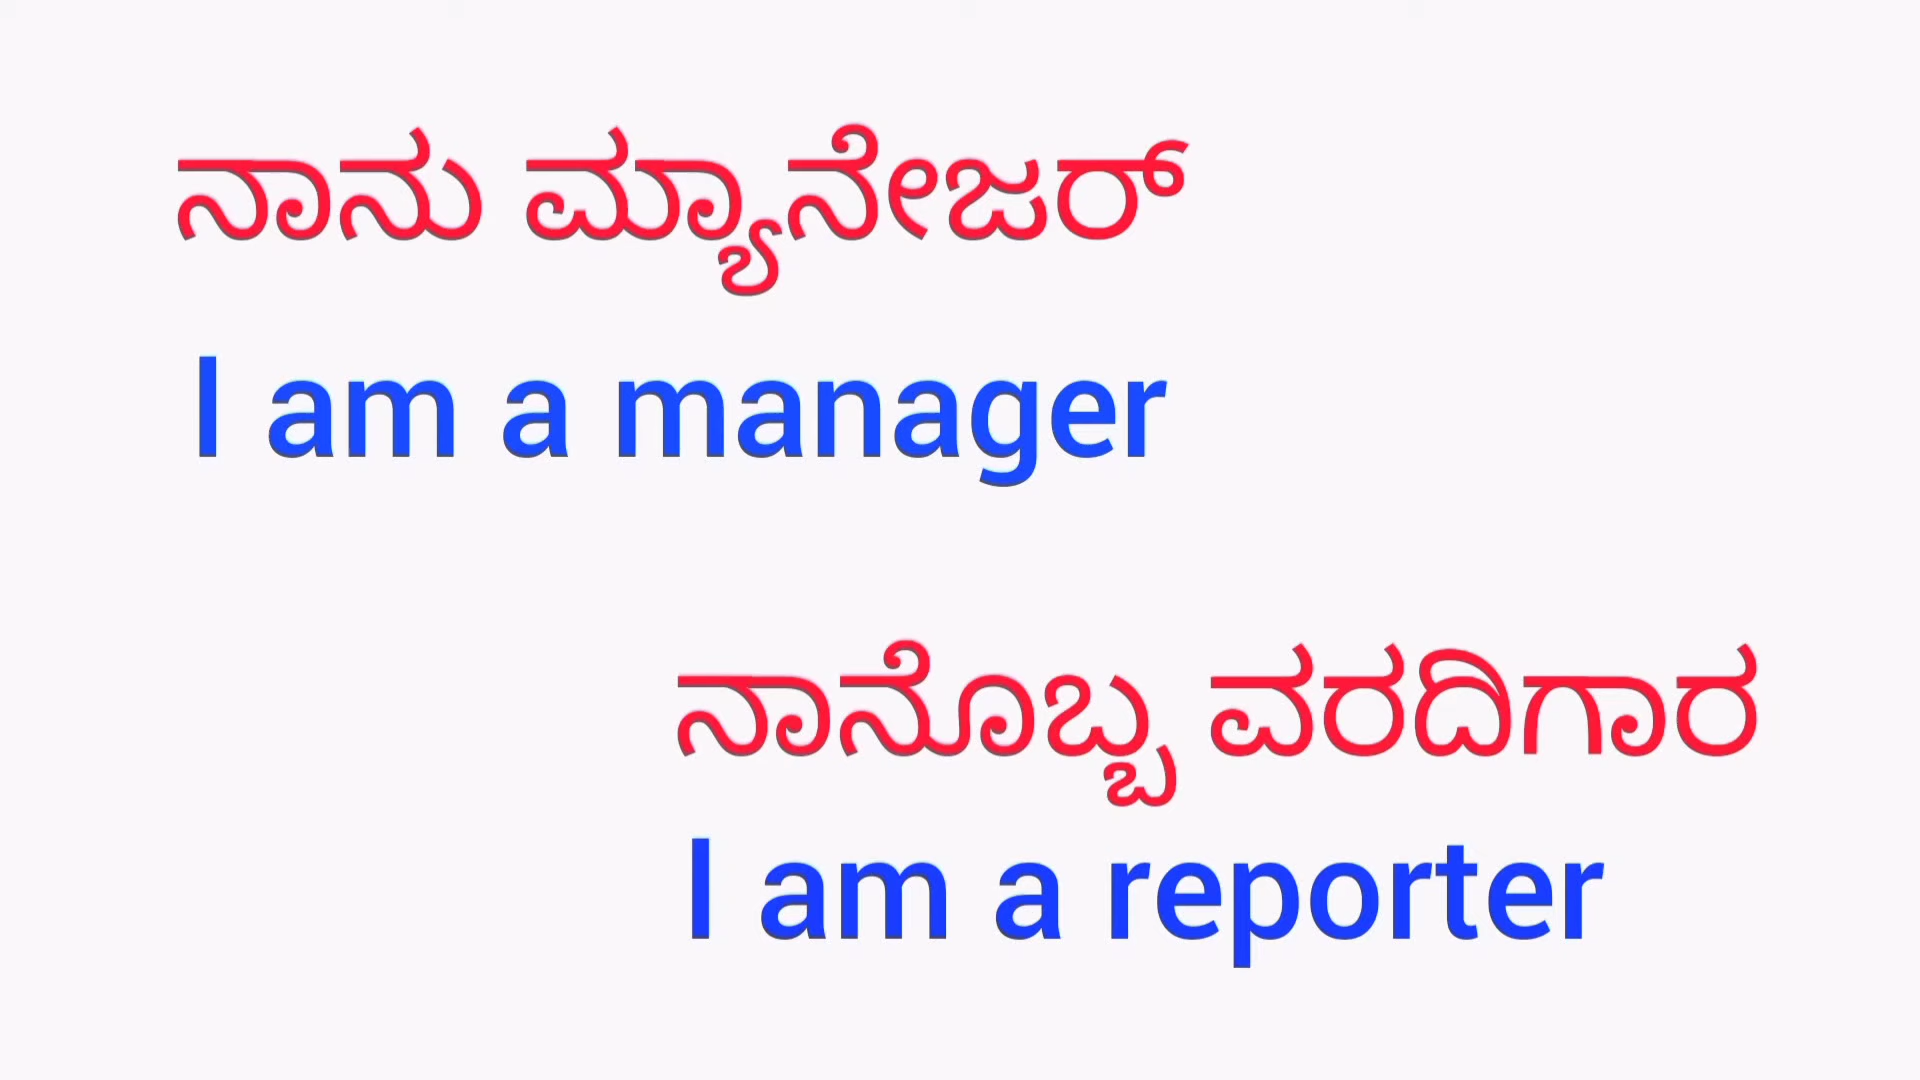 ನಾನು ಮ್ಯಾನೇಜರ್
I am a manager
ನಾನೊಬ್ಬ ವರದಿಗಾರ
I am a reporter